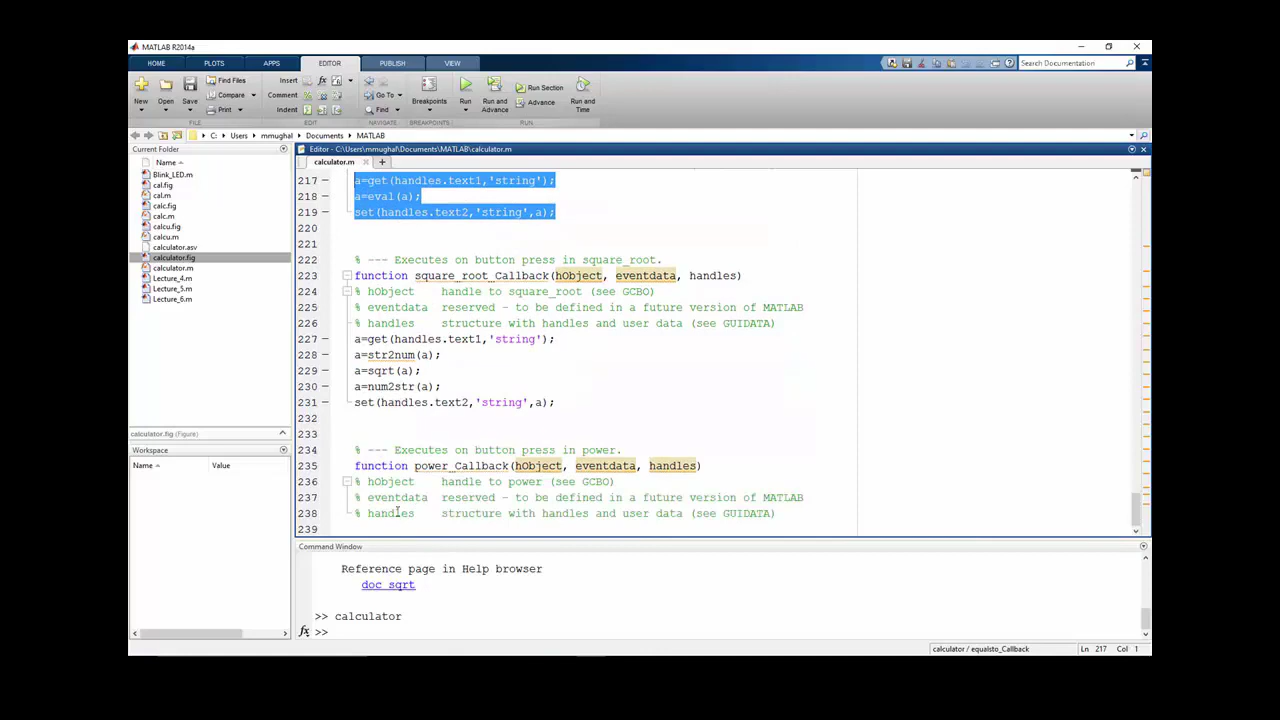 MATLAB R2014a
HOME PLOTS APPS EDITOR PUBLISH VIEW Search Documentation
New Open Save Find Files Compare Print Insert fx Comment Indent Go To Find Breakpoints Run Run and Advance Run Section Advance Run and Time
FILE EDIT NAVIGATE BREAKPOINTS RUN
C: Users mmughal Documents MATLAB
Current Folder
Name
Blink_LED.m
cal.fig
cal.m
calc.fig
calc.m
calcu.fig
calcu.m
calculator.asv
calculator.fig
calculator.m
Lecture_4.m
Lecture_5.m
Lecture_6.m
calculator.fig (Figure)
Workspace
Name Value
Editor - C:\Users\mmughal\Documents\MATLAB\calculator.m
calculator.m
217 a=get(handles.text1,'string');
218 a=eval(a);
219 set(handles.text2,'string',a);
220
221
222 % --- Executes on button press in square_root.
223 function square_root_Callback(hObject, eventdata, handles)
224 % hObject    handle to square_root (see GCBO)
225 % eventdata  reserved - to be defined in a future version of MATLAB
226 % handles    structure with handles and user data (see GUIDATA)
227 a=get(handles.text1,'string');
228 a=str2num(a);
229 a=sqrt(a);
230 a=num2str(a);
231 set(handles.text2,'string',a);
232
233
234 % --- Executes on button press in power.
235 function power_Callback(hObject, eventdata, handles)
236 % hObject    handle to power (see GCBO)
237 % eventdata  reserved - to be defined in a future version of MATLAB
238 % handles    structure with handles and user data (see GUIDATA)
239
Command Window
Reference page in Help browser
doc sqrt
>> calculator
fx >>
calculator / equalsto_Callback Ln 217 Col 1